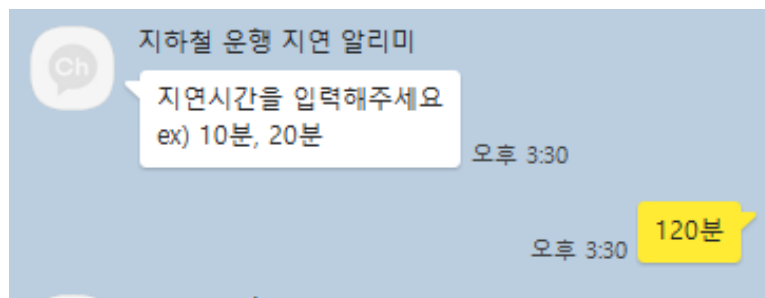 Ch
지하철 운행 지연 알리미
지연시간을 입력해주세요
ex) 10분, 20분
오후 3:30
120분
오후 3:30